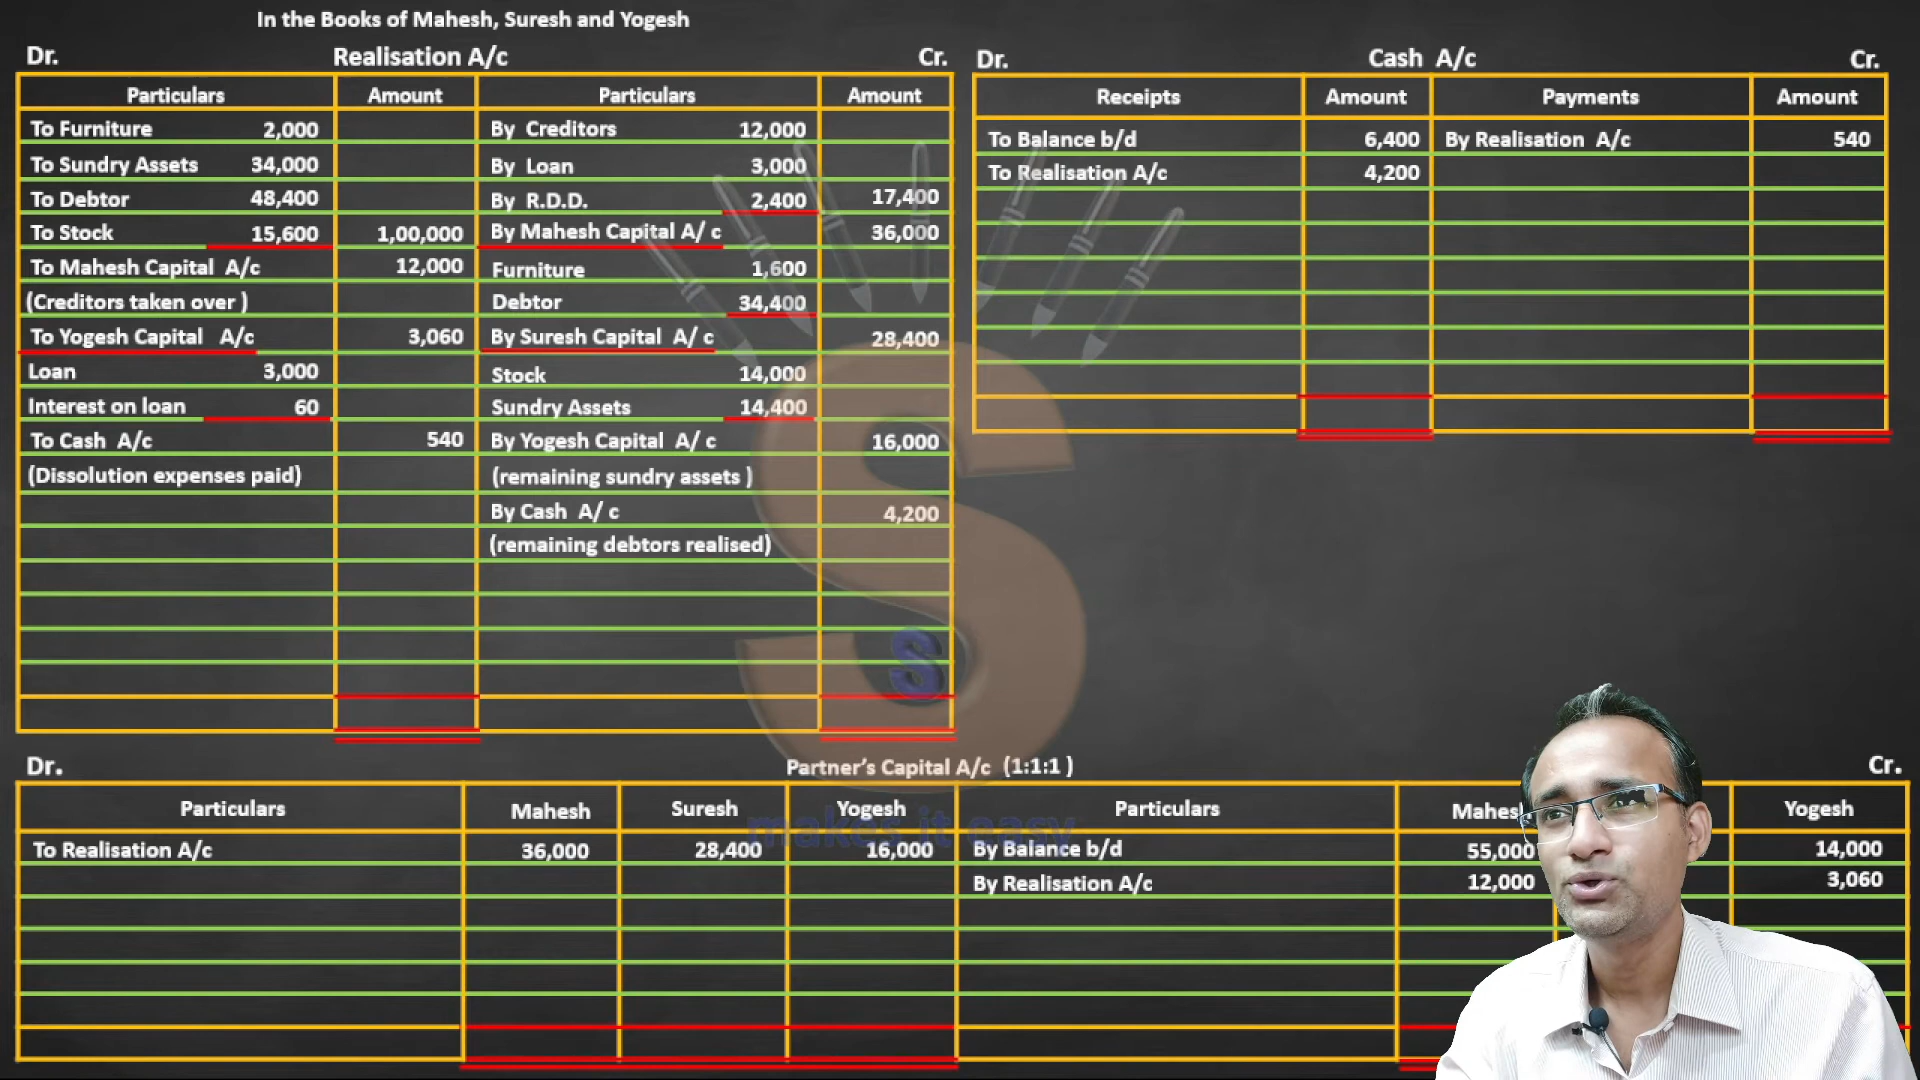 In the Books of Mahesh, Suresh and Yogesh
Dr. Realisation A/c Cr.
Particulars Amount Particulars Amount
To Furniture 2,000 By Creditors 12,000
To Sundry Assets 34,000 By Loan 3,000
To Debtor 48,400 By R.D.D. 2,400 17,400
To Stock 15,600 1,00,000 By Mahesh Capital A/ c 36,000
To Mahesh Capital A/c 12,000 Furniture 1,600
(Creditors taken over ) Debtor 34,400
To Yogesh Capital A/c 3,060 By Suresh Capital A/ c 28,400
Loan 3,000 Stock 14,000
Interest on loan 60 Sundry Assets 14,400
To Cash A/c 540 By Yogesh Capital A/ c 16,000
(Dissolution expenses paid) (remaining sundry assets )
By Cash A/ c 4,200
(remaining debtors realised)
Dr. Cash A/c Cr.
Receipts Amount Payments Amount
To Balance b/d 6,400 By Realisation A/c 540
To Realisation A/c 4,200
S
s
makes it easy
Dr. Partner's Capital A/c (1:1:1 ) Cr.
Particulars Mahesh Suresh Yogesh Particulars Yogesh
To Realisation A/c 36,000 28,400 16,000 By Balance b/d 55,000 14,000
By Realisation A/c 12,000 3,060